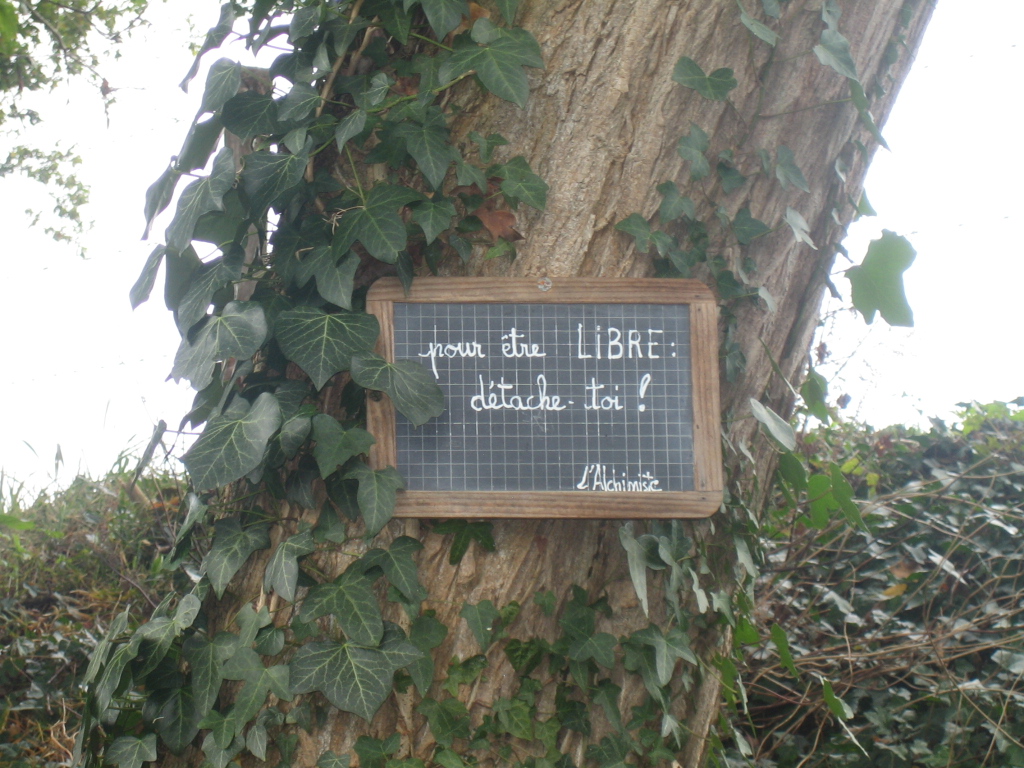 pour être LiBRE:
détache-toi !
L'Alchimiste